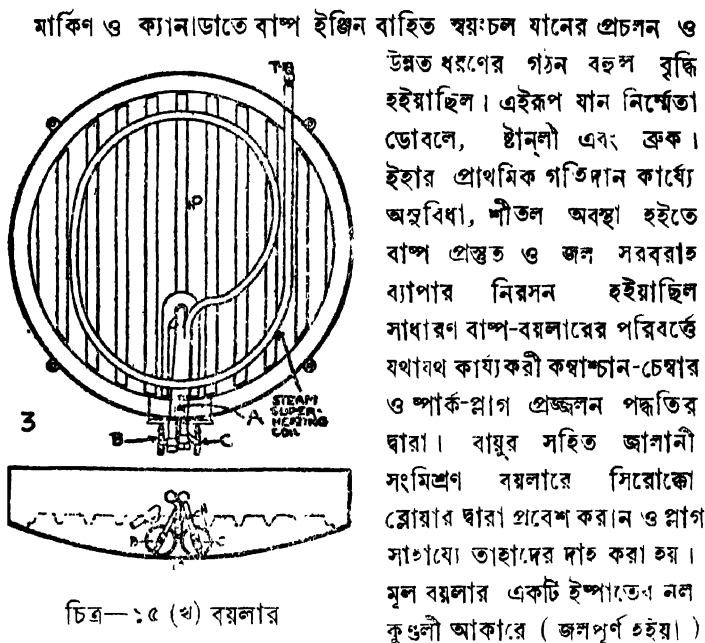 মার্কিণ ও ক্যানাডাতে বাষ্প ইঞ্জিন বাহিত স্বয়ংচল যানের প্রচলন ও
উন্নত ধরণের গঠন বহুল বৃদ্ধি
হইয়াছিল। এইরূপ যান নির্ম্মেতা
ডোবলে, ষ্টান্‌লী এবং ব্রুক।
ইহার প্রাথমিক গতিদান কার্য্যে
অসুবিধা, শীতল অবস্থা হইতে
বাষ্প প্রস্তুত ও জল সরবরাহ
ব্যাপার নিরসন হইয়াছিল
সাধারণ বাষ্প-বয়লারের পরিবর্ত্তে
যথাযথ কার্য্যকরী কম্বাশ্চান-চেম্বার
ও স্পার্ক-প্লাগ প্রজ্জলন পদ্ধতির
দ্বারা। বায়ুর সহিত জালানী
সংমিশ্রণ বয়লারে সিরোক্কো
ব্লোয়ার দ্বারা প্রবেশ করান ও প্লাগ
সাহায্যে তাহাদের দাহ করা হয়।
মূল বয়লার একটি ইস্পাতের নল
কুণ্ডলী আকারে ( জলপূর্ণ হইয়া )
P
A
STEAM
SUPER-
HEATING
COIL
B
C
3
চিত্র—১৫ (খ) বয়লার